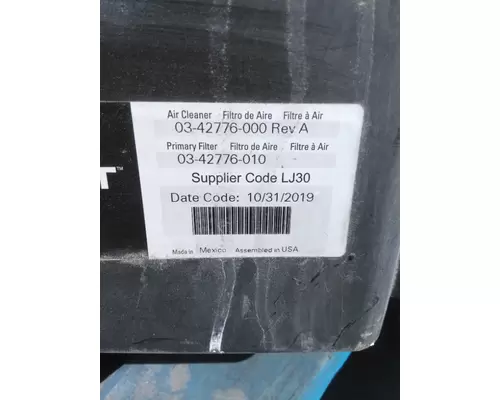 Air Cleaner Filtro de Aire Filtre à Air
03-42776-000 Rev A
Primary Filter Filtro de Aire Filtre à Air
03-42776-010
Supplier Code LJ30
Date Code: 10/31/2019
Made in Mexico Assembled in USA